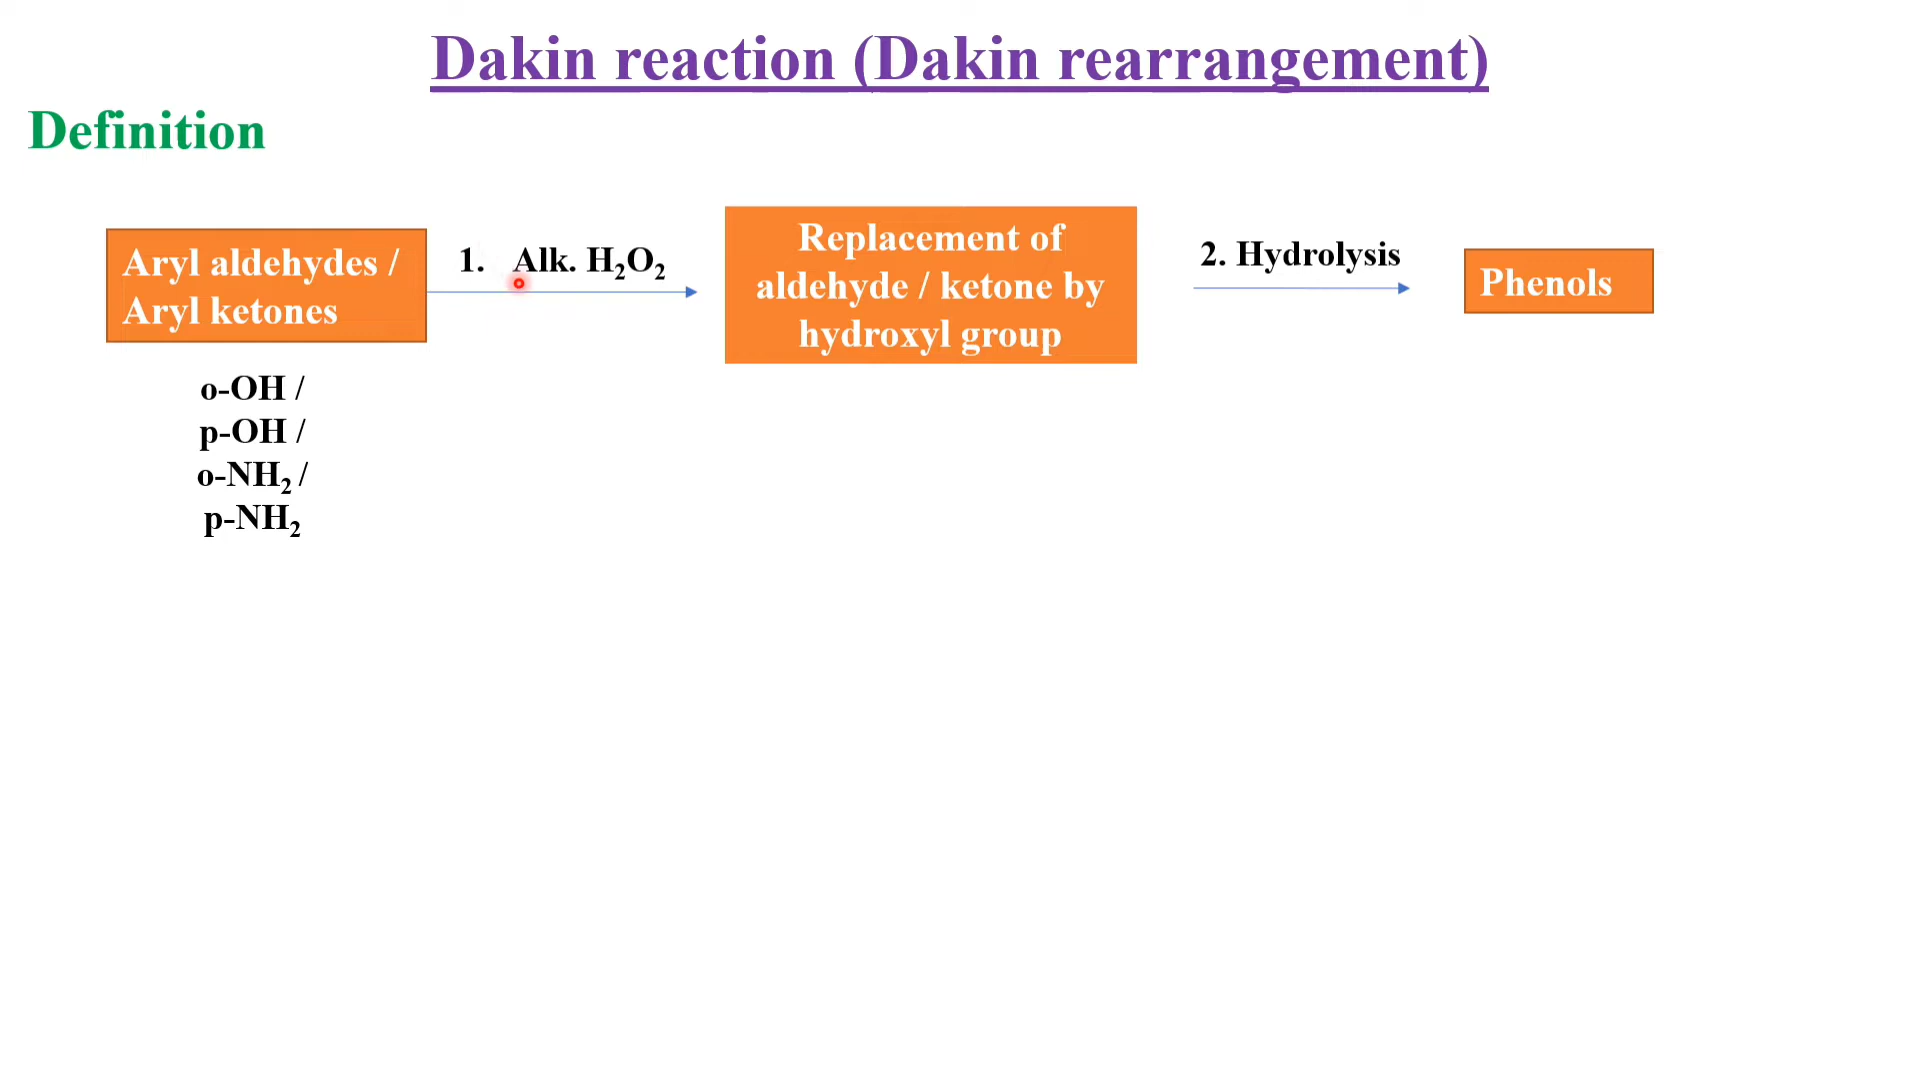 Dakin reaction (Dakin rearrangement)
Definition
Aryl aldehydes /
Aryl ketones
1. Alk. H₂O₂
Replacement of
aldehyde / ketone by
hydroxyl group
2. Hydrolysis
Phenols
o-OH /
p-OH /
o-NH₂ /
p-NH₂